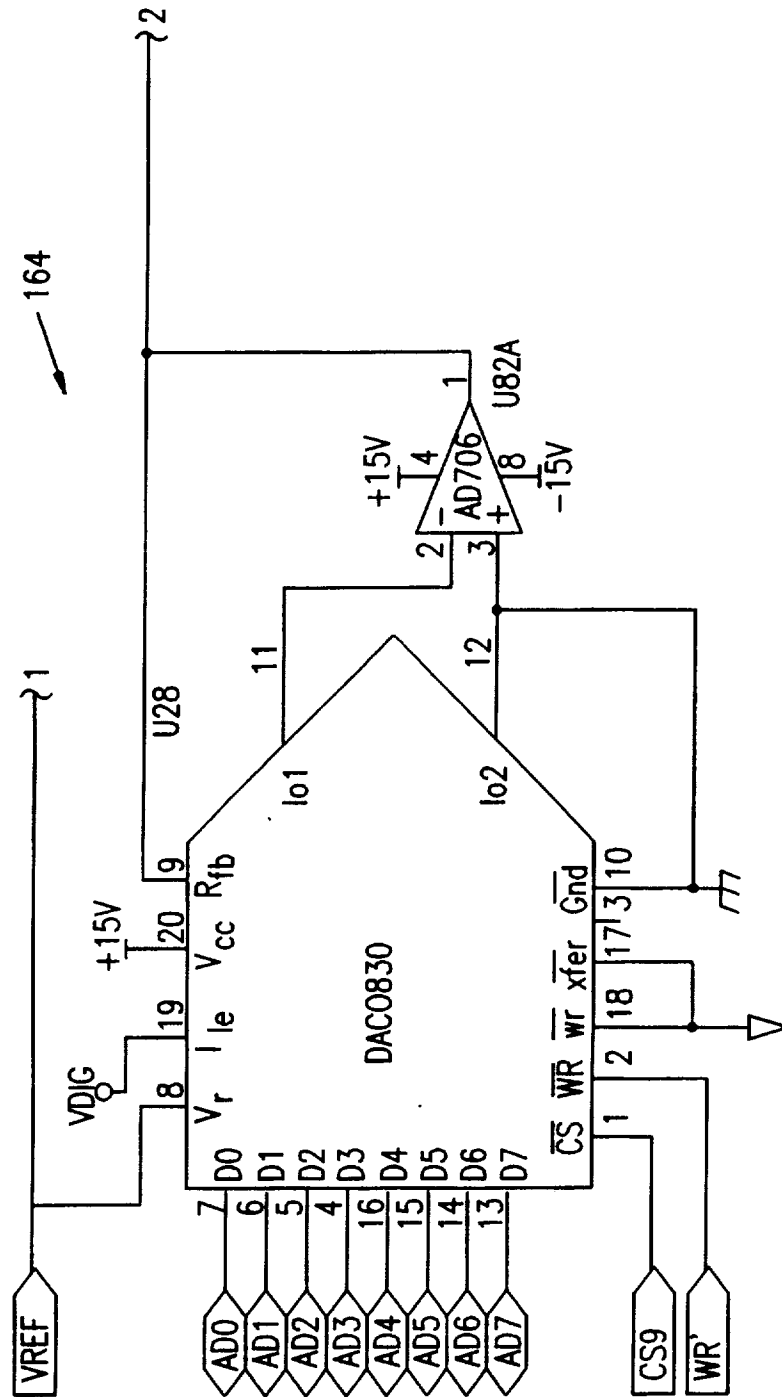 164
VREF
1
2
VDIG
+15V
U28
8
19
20
9
Vr
Ile
Vcc
Rfb
AD0
7
D0
AD1
6
D1
AD2
5
D2
AD3
4
D3
AD4
16
D4
AD5
15
D5
AD6
14
D6
AD7
13
D7
DAC0830
Io1
11
Io2
12
+15V
4
2
-
AD706
1
3
+
8
U82A
-15V
CS
WR
wr
xfer
Gnd
1
2
18
17
3
10
CS9
WR'